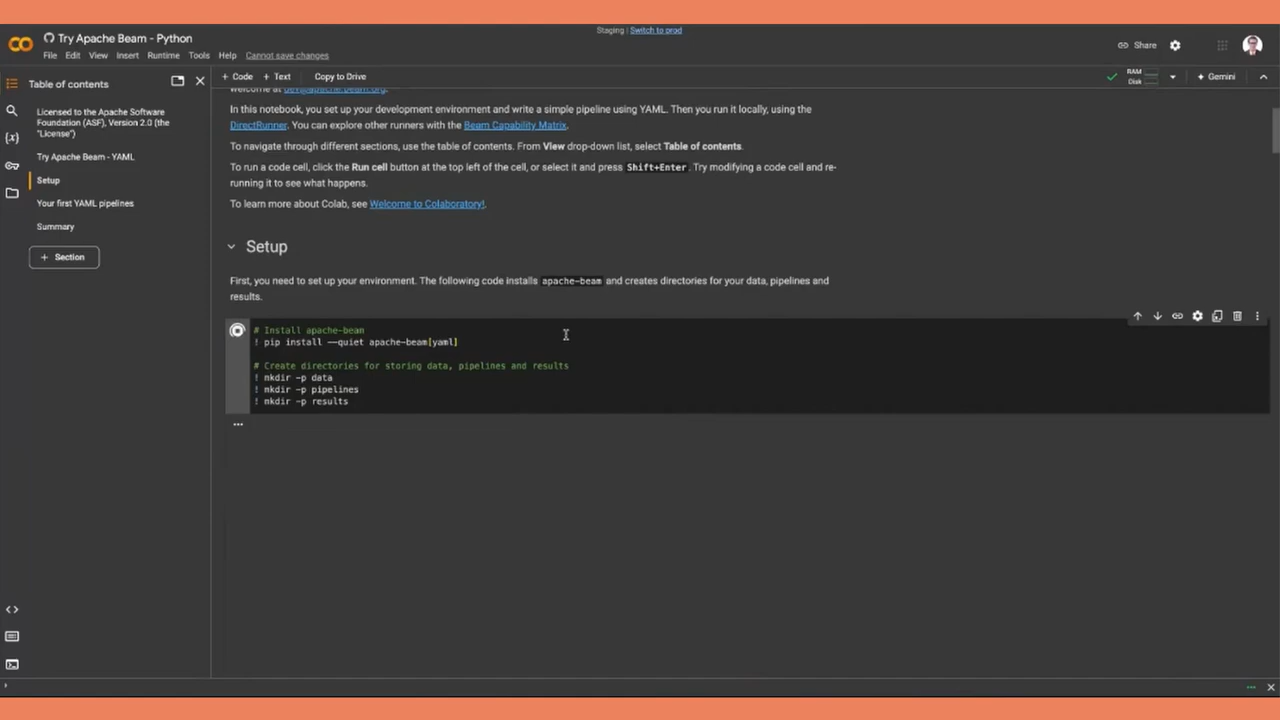 Staging | Switch to prod
Try Apache Beam - Python
File Edit View Insert Runtime Tools Help Cannot save changes
Share
Table of contents
+ Code + Text Copy to Drive
RAM
Disk
Gemini
Licensed to the Apache Software
Foundation (ASF), Version 2.0 (the
"License")
Try Apache Beam - YAML
Setup
Your first YAML pipelines
Summary
+ Section
welcome at dev@apache.beam.org.
In this notebook, you set up your development environment and write a simple pipeline using YAML. Then you run it locally, using the
DirectRunner. You can explore other runners with the Beam Capability Matrix.
To navigate through different sections, use the table of contents. From View drop-down list, select Table of contents.
To run a code cell, click the Run cell button at the top left of the cell, or select it and press Shift+Enter. Try modifying a code cell and re-
running it to see what happens.
To learn more about Colab, see Welcome to Colaboratory!.
Setup
First, you need to set up your environment. The following code installs apache-beam and creates directories for your data, pipelines and
results.
# Install apache-beam
! pip install --quiet apache-beam[yaml]
# Create directories for storing data, pipelines and results
! mkdir -p data
! mkdir -p pipelines
! mkdir -p results